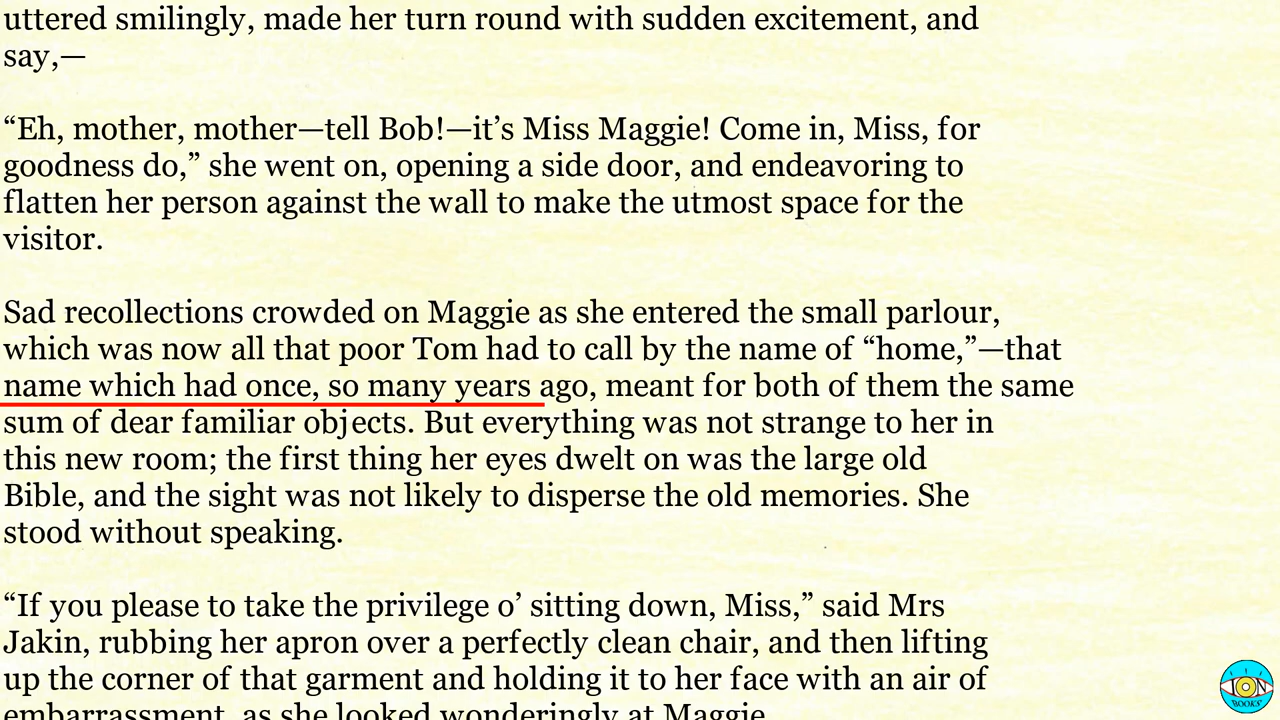 uttered smilingly, made her turn round with sudden excitement, and
say,—
“Eh, mother, mother—tell Bob!—it’s Miss Maggie! Come in, Miss, for
goodness do,” she went on, opening a side door, and endeavoring to
flatten her person against the wall to make the utmost space for the
visitor.
Sad recollections crowded on Maggie as she entered the small parlour,
which was now all that poor Tom had to call by the name of “home,”—that
name which had once, so many years ago, meant for both of them the same
sum of dear familiar objects. But everything was not strange to her in
this new room; the first thing her eyes dwelt on was the large old
Bible, and the sight was not likely to disperse the old memories. She
stood without speaking.
“If you please to take the privilege o’ sitting down, Miss,” said Mrs
Jakin, rubbing her apron over a perfectly clean chair, and then lifting
up the corner of that garment and holding it to her face with an air of
embarrassment, as she looked wonderingly at Maggie.
ION
BOOKS